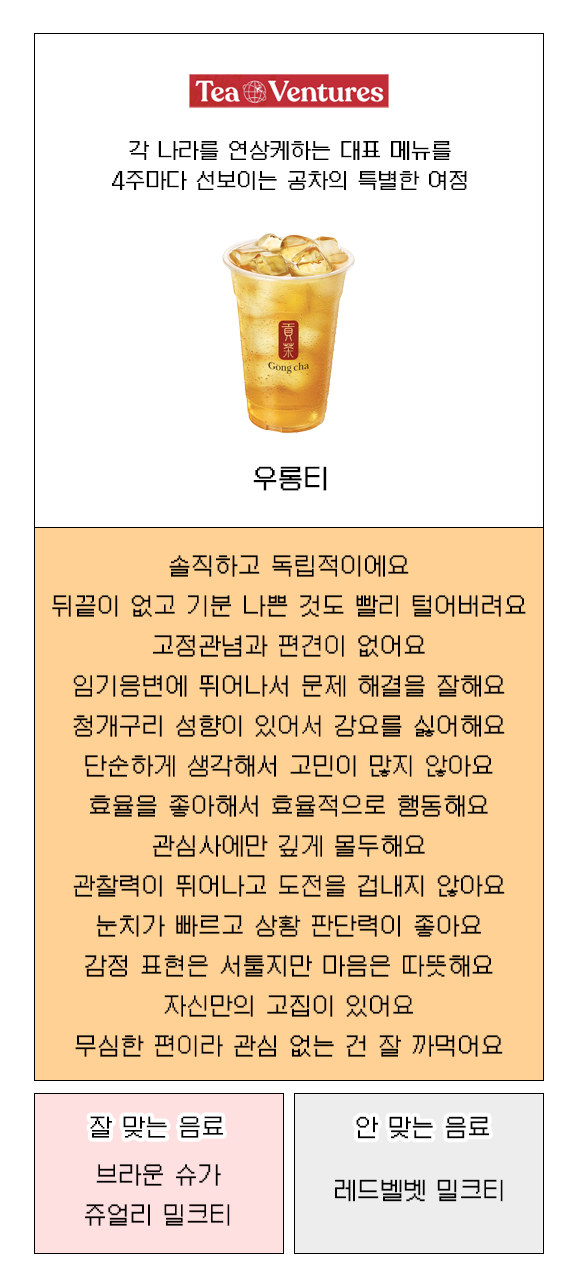 Tea Ventures
각 나라를 연상케하는 대표 메뉴를
4주마다 선보이는 공차의 특별한 여정
貢茶
Gong cha
우롱티
솔직하고 독립적이에요
뒤끝이 없고 기분 나쁜 것도 빨리 털어버려요
고정관념과 편견이 없어요
임기응변에 뛰어나서 문제 해결을 잘해요
청개구리 성향이 있어서 강요를 싫어해요
단순하게 생각해서 고민이 많지 않아요
효율을 좋아해서 효율적으로 행동해요
관심사에만 깊게 몰두해요
관찰력이 뛰어나고 도전을 겁내지 않아요
눈치가 빠르고 상황 판단력이 좋아요
감정 표현은 서툴지만 마음은 따뜻해요
자신만의 고집이 있어요
무심한 편이라 관심 없는 건 잘 까먹어요
잘 맞는 음료
브라운 슈가
쥬얼리 밀크티
안 맞는 음료
레드벨벳 밀크티